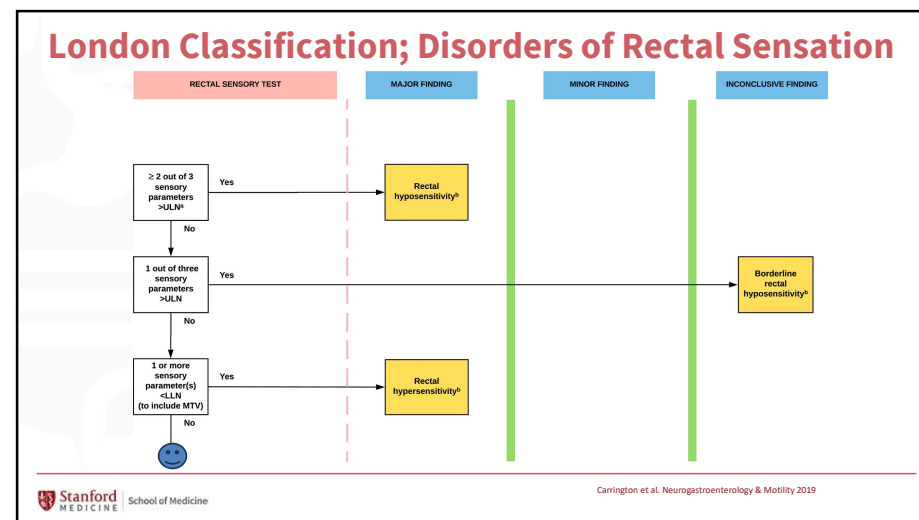 London Classification; Disorders of Rectal Sensation
RECTAL SENSORY TEST
MAJOR FINDING
MINOR FINDING
INCONCLUSIVE FINDING
≥ 2 out of 3
sensory
parameters
>ULNª
Yes
Rectal
hyposensitivityᵇ
No
1 out of three
sensory
parameters
>ULN
Yes
Borderline
rectal
hyposensitivityᵇ
No
1 or more
sensory
parameter(s)
<LLN
(to include MTV)
Yes
Rectal
hypersensitivityᵇ
No
Stanford
MEDICINE
School of Medicine
Carrington et al. Neurogastroenterology & Motility 2019